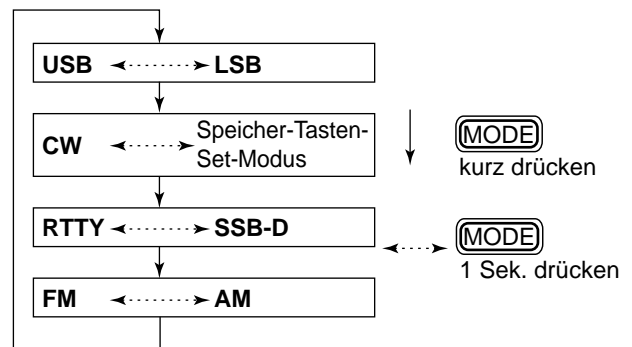 USB LSB
CW Speicher-Tasten-
Set-Modus
RTTY SSB-D
FM AM
MODE
kurz drücken
MODE
1 Sek. drücken